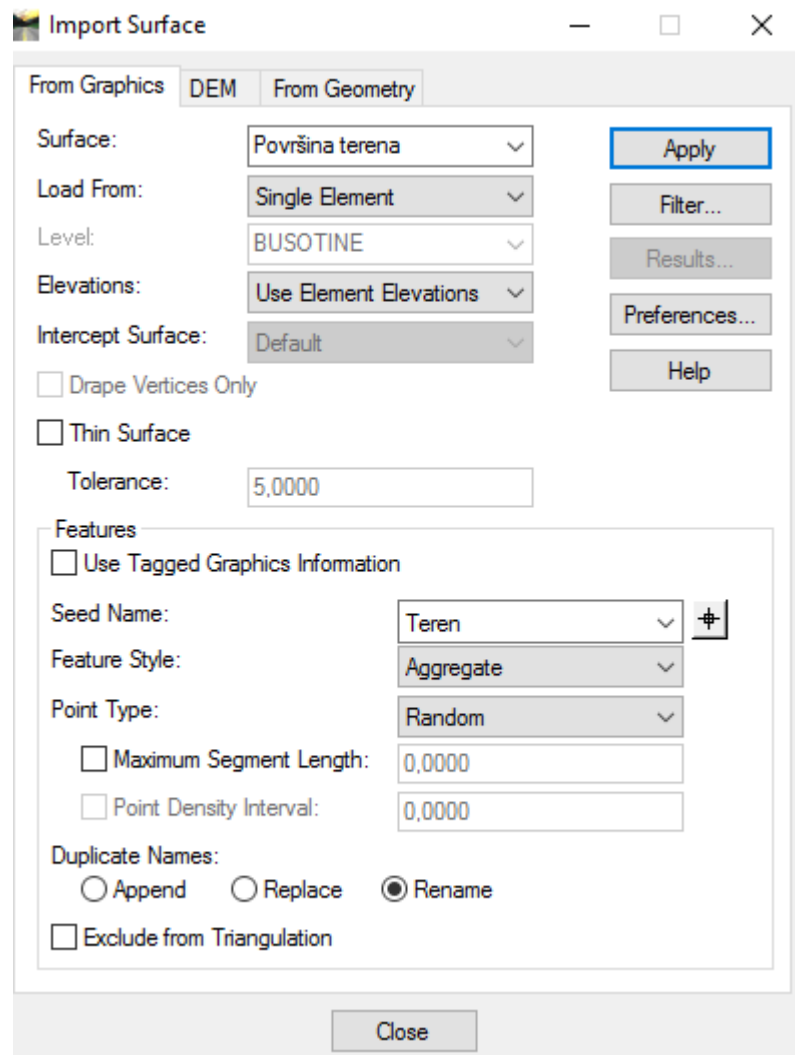 Import Surface
From Graphics DEM From Geometry
Surface: Površina terena Apply
Load From: Single Element Filter...
Level: BUSOTINE Results...
Elevations: Use Element Elevations Preferences...
Intercept Surface: Default Help
Drape Vertices Only
Thin Surface
Tolerance: 5,0000
Features
Use Tagged Graphics Information
Seed Name: Teren
Feature Style: Aggregate
Point Type: Random
Maximum Segment Length: 0,0000
Point Density Interval: 0,0000
Duplicate Names:
Append Replace Rename
Exclude from Triangulation
Close